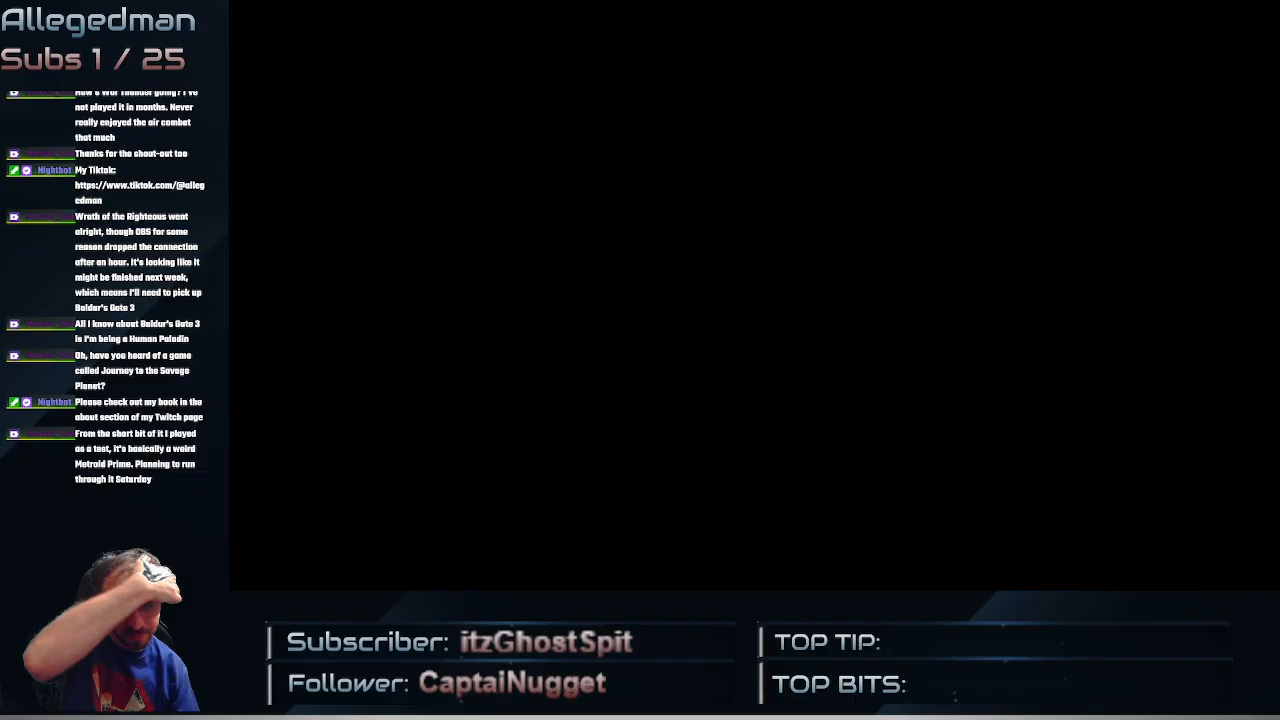 Allegedman
Subs 1 / 25
How's War Thunder going? I've
not played it in months. Never
really enjoyed the air combat
that much
Thanks for the shout-out too
Nightbot My Tiktok:
https://www.tiktok.com/@alleg
edman
Wrath of the Righteous went
alright, though OBS for some
reason dropped the connection
after an hour. It's looking like it
might be finished next week,
which means I'll need to pick up
Baldur's Gate 3
All I know about Baldur's Gate 3
is I'm being a Human Paladin
Oh, have you heard of a game
called Journey to the Savage
Planet?
Nightbot Please check out my book in the
about section of my Twitch page
From the short bit of it I played
as a test, it's basically a weird
Metroid Prime. Planning to run
through it Saturday
Subscriber: itzGhostSpit
Follower: CaptaiNugget
TOP TIP:
TOP BITS: